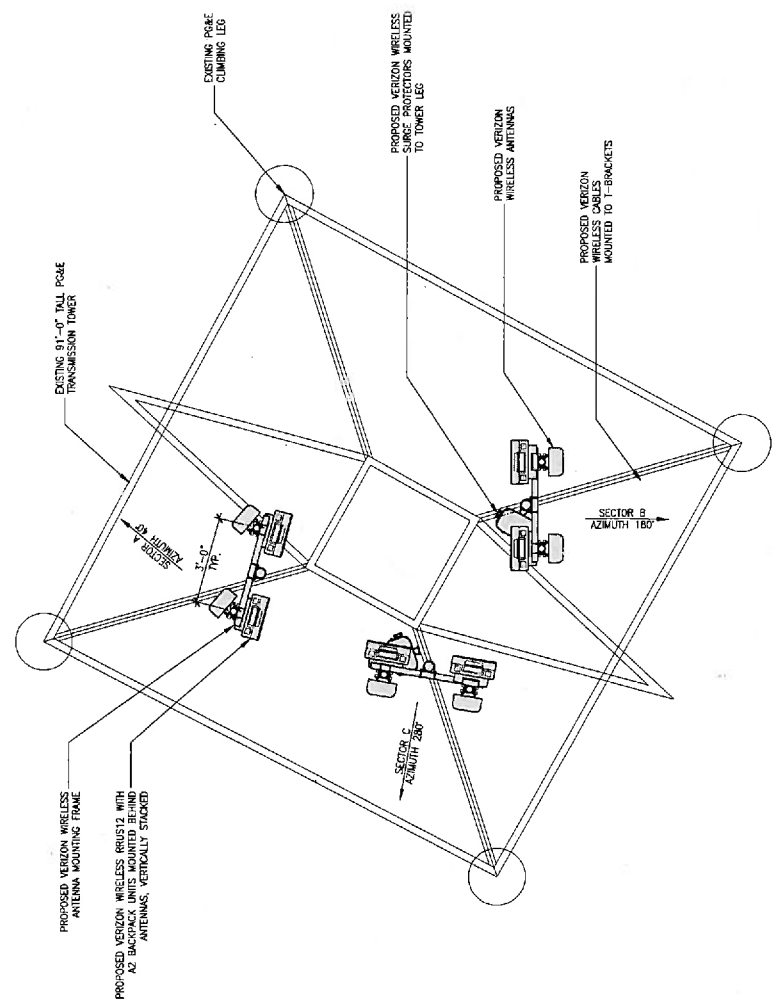 EXISTING PG&E
CLIMBING LEG
EXISTING 91'-0" TALL PG&E
TRANSMISSION TOWER
PROPOSED VERIZON WIRELESS
SURGE PROTECTORS MOUNTED
TO TOWER LEG
PROPOSED VERIZON
WIRELESS ANTENNAS
PROPOSED VERIZON
WIRELESS CABLES
MOUNTED TO T-BRACKETS
SECTOR A
AZIMUTH 40°
3'-0"
TYP.
SECTOR B
AZIMUTH 180°
SECTOR C
AZIMUTH 280°
PROPOSED VERIZON WIRELESS
ANTENNA MOUNTING FRAME
PROPOSED VERIZON WIRELESS RRUS12 WITH
A2 BACKPACK UNITS MOUNTED BEHIND
ANTENNAS, VERTICALLY STACKED